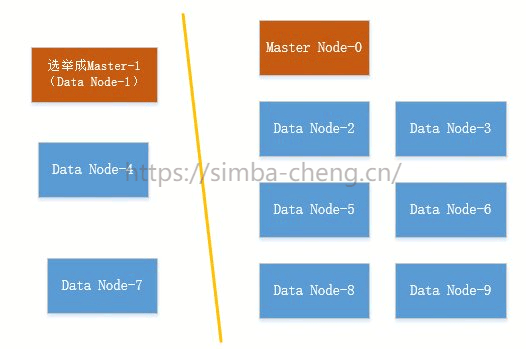 选举成Master-1
（Data Node-1）
Data Node-4
Data Node-7
Master Node-0
Data Node-2
Data Node-3
Data Node-5
Data Node-6
Data Node-8
Data Node-9
https://simba-cheng.cn/